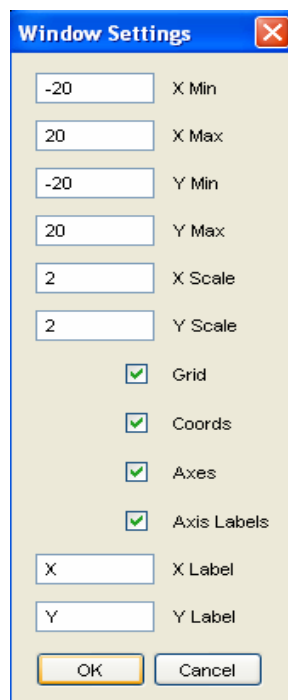 Window Settings
-20 X Min
20 X Max
-20 Y Min
20 Y Max
2 X Scale
2 Y Scale
Grid
Coords
Axes
Axis Labels
X X Label
Y Y Label
OK Cancel